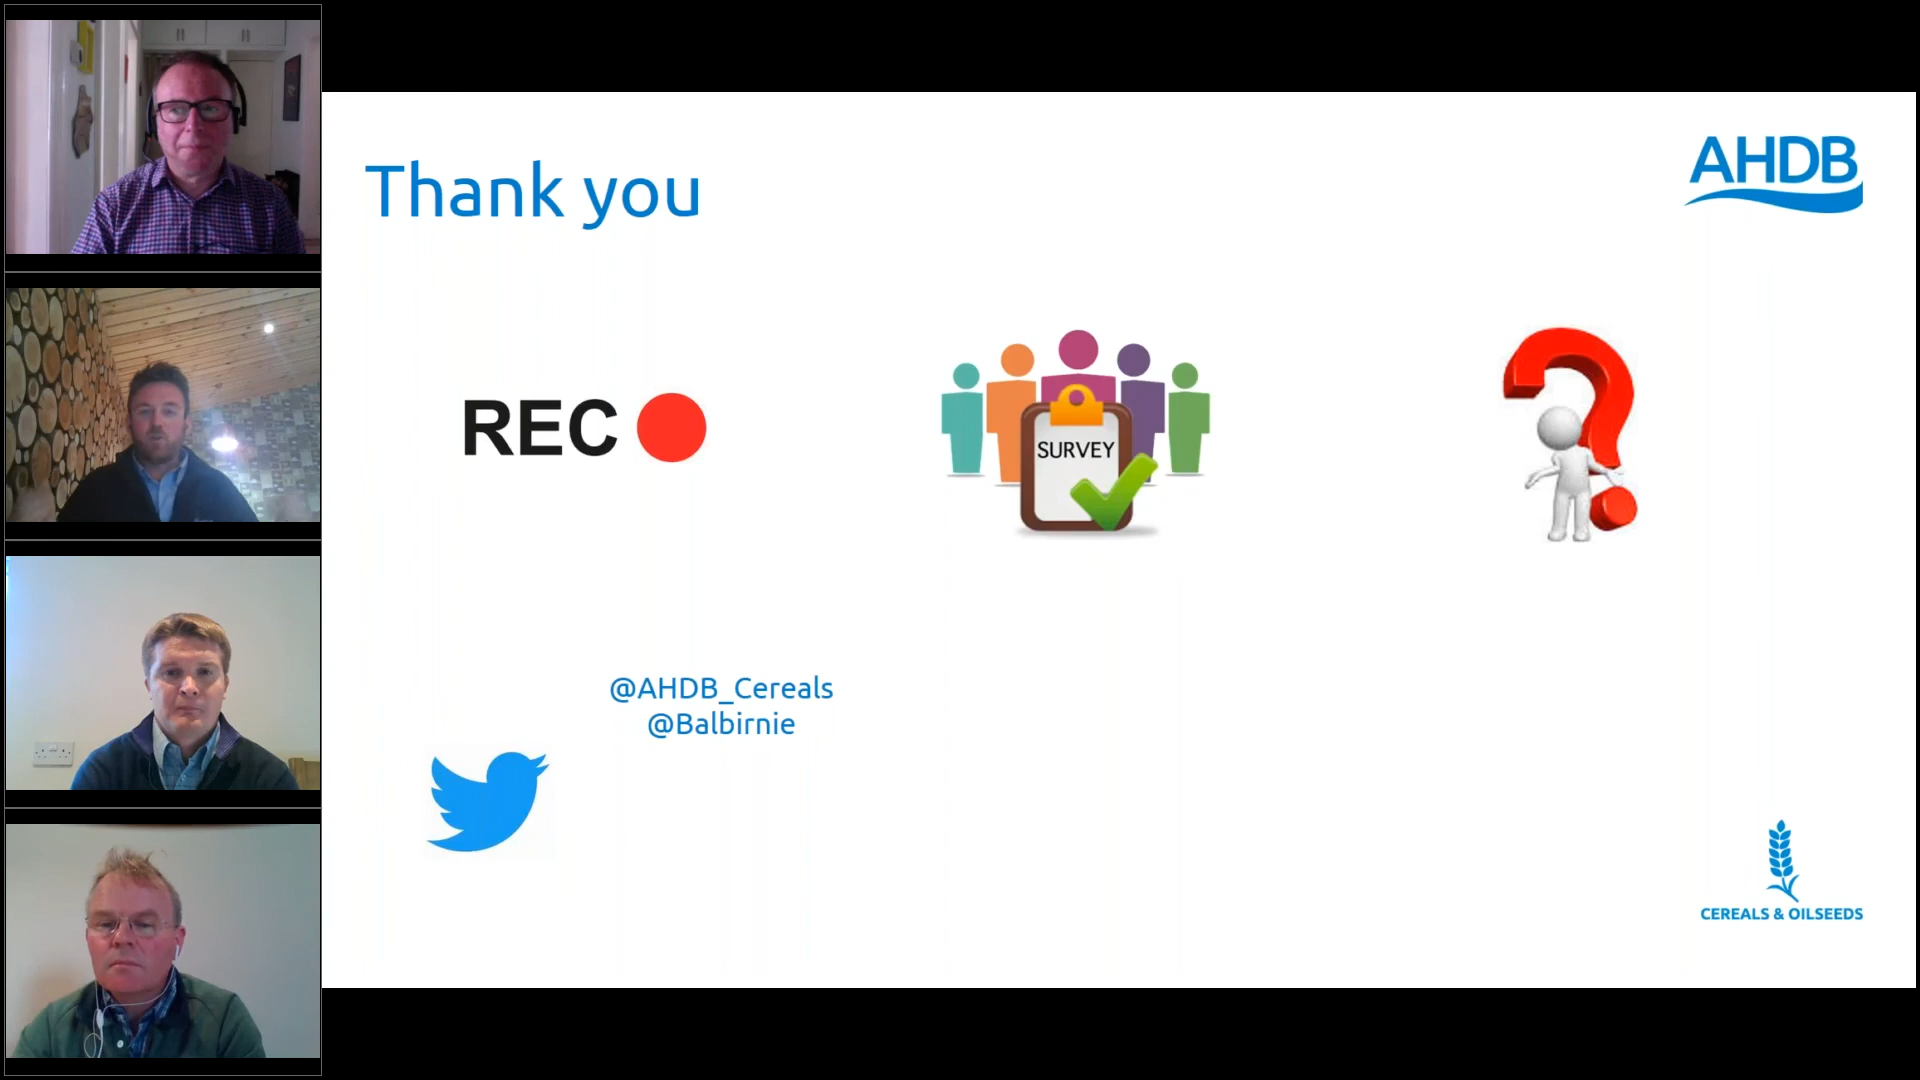 Thank you
AHDB
REC
SURVEY
@AHDB_Cereals
@Balbirnie
CEREALS & OILSEEDS